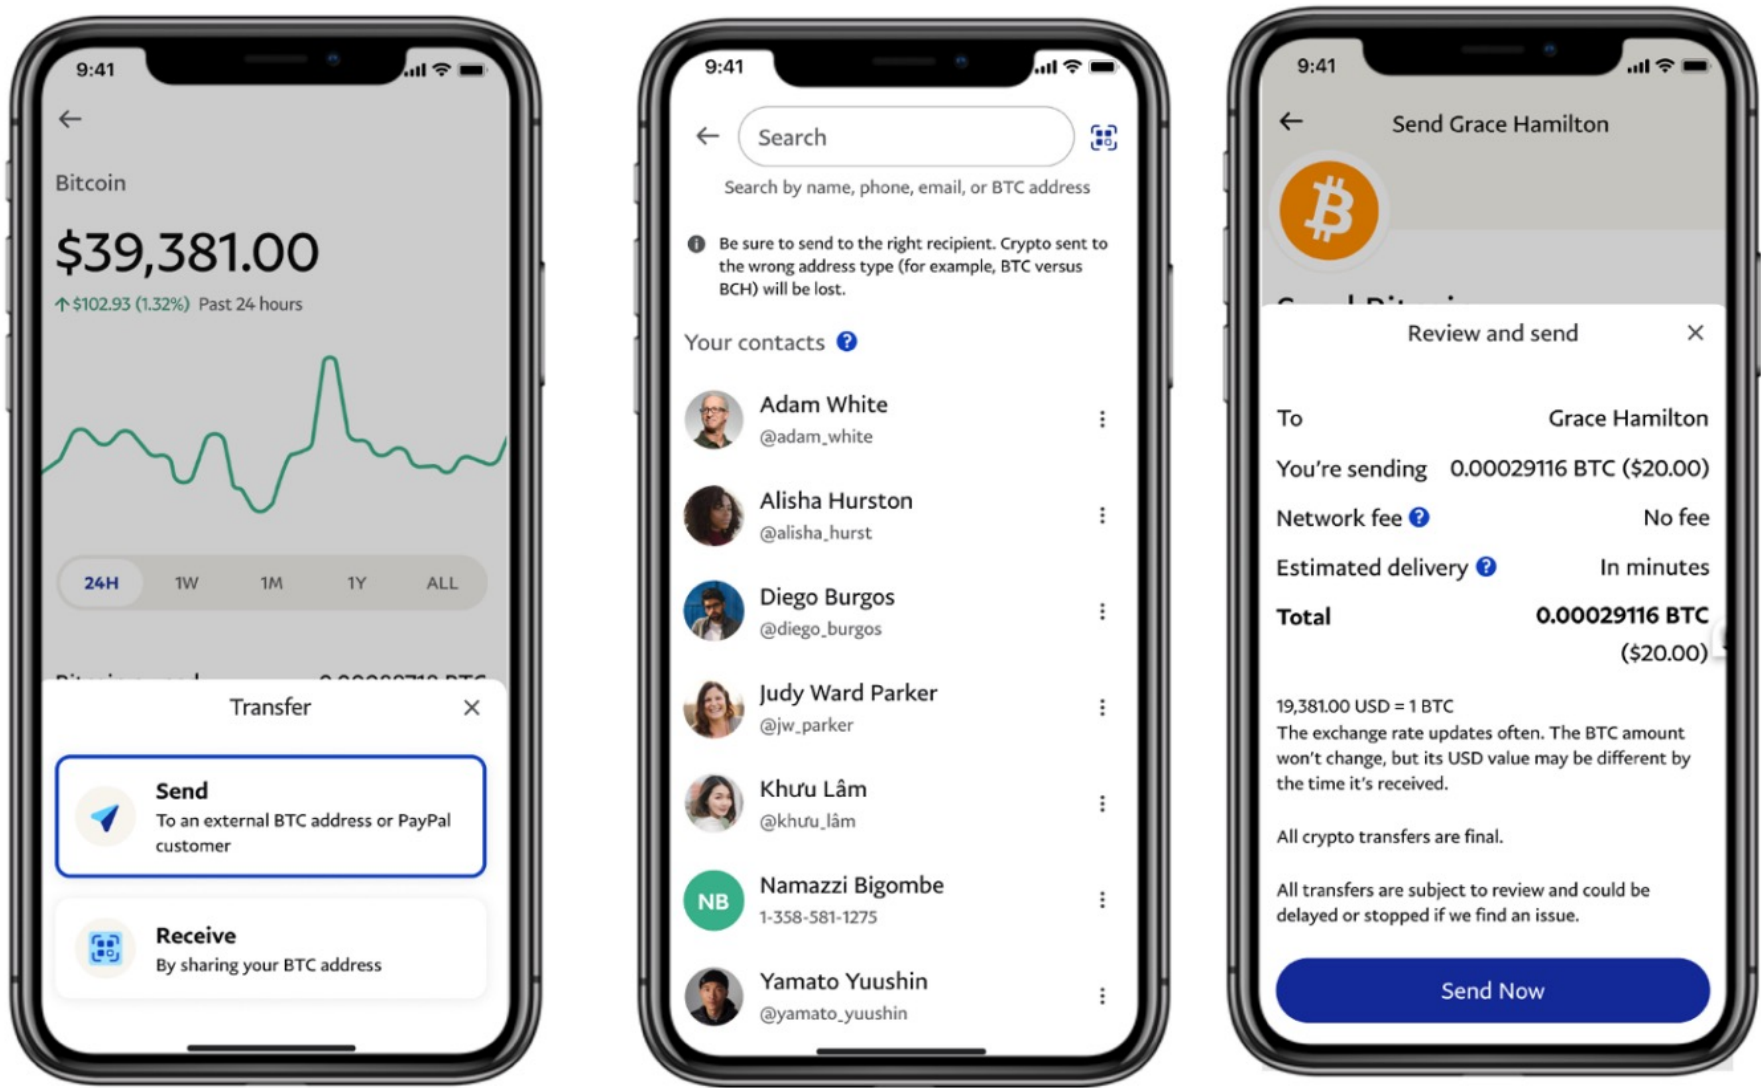 9:41
Bitcoin
$39,381.00
↑ $102.93 (1.32%) Past 24 hours
24H 1W 1M 1Y ALL
Transfer
Send
To an external BTC address or PayPal
customer
Receive
By sharing your BTC address
9:41
Search
Search by name, phone, email, or BTC address
Be sure to send to the right recipient. Crypto sent to
the wrong address type (for example, BTC versus
BCH) will be lost.
Your contacts ?
Adam White
@adam_white
Alisha Hurston
@alisha_hurst
Diego Burgos
@diego_burgos
Judy Ward Parker
@jw_parker
Khưu Lâm
@khưu_lâm
NB
Namazzi Bigombe
1-358-581-1275
Yamato Yuushin
@yamato_yuushin
9:41
Send Grace Hamilton
Review and send
To Grace Hamilton
You're sending 0.00029116 BTC ($20.00)
Network fee ? No fee
Estimated delivery ? In minutes
Total 0.00029116 BTC
($20.00)
19,381.00 USD = 1 BTC
The exchange rate updates often. The BTC amount
won't change, but its USD value may be different by
the time it's received.
All crypto transfers are final.
All transfers are subject to review and could be
delayed or stopped if we find an issue.
Send Now